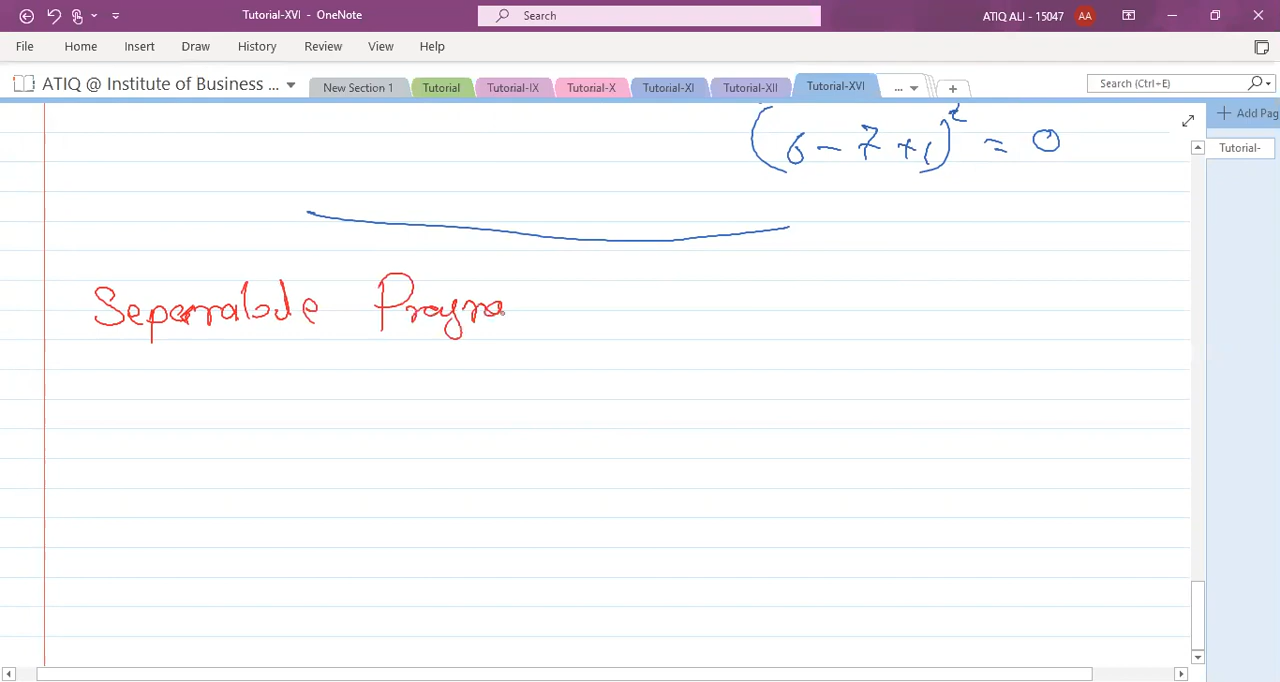 Tutorial-XVI - OneNote
Search
ATIQ ALI - 15047 AA
File Home Insert Draw History Review View Help
ATIQ @ Institute of Business ...
New Section 1 Tutorial Tutorial-IX Tutorial-X Tutorial-XI Tutorial-XII Tutorial-XVI ... +
Search (Ctrl+E)
Add Pag
Tutorial-
(6 - 7 + 1)² = 0
Separable Progra